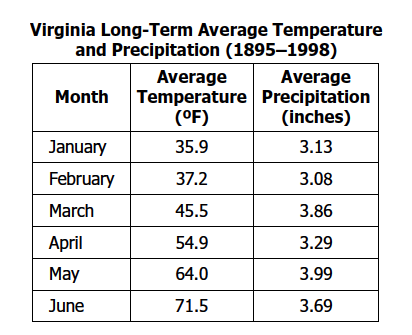 Virginia Long-Term Average Temperature
and Precipitation (1895–1998)
Month Average Temperature (ºF) Average Precipitation (inches)
January 35.9 3.13
February 37.2 3.08
March 45.5 3.86
April 54.9 3.29
May 64.0 3.99
June 71.5 3.69